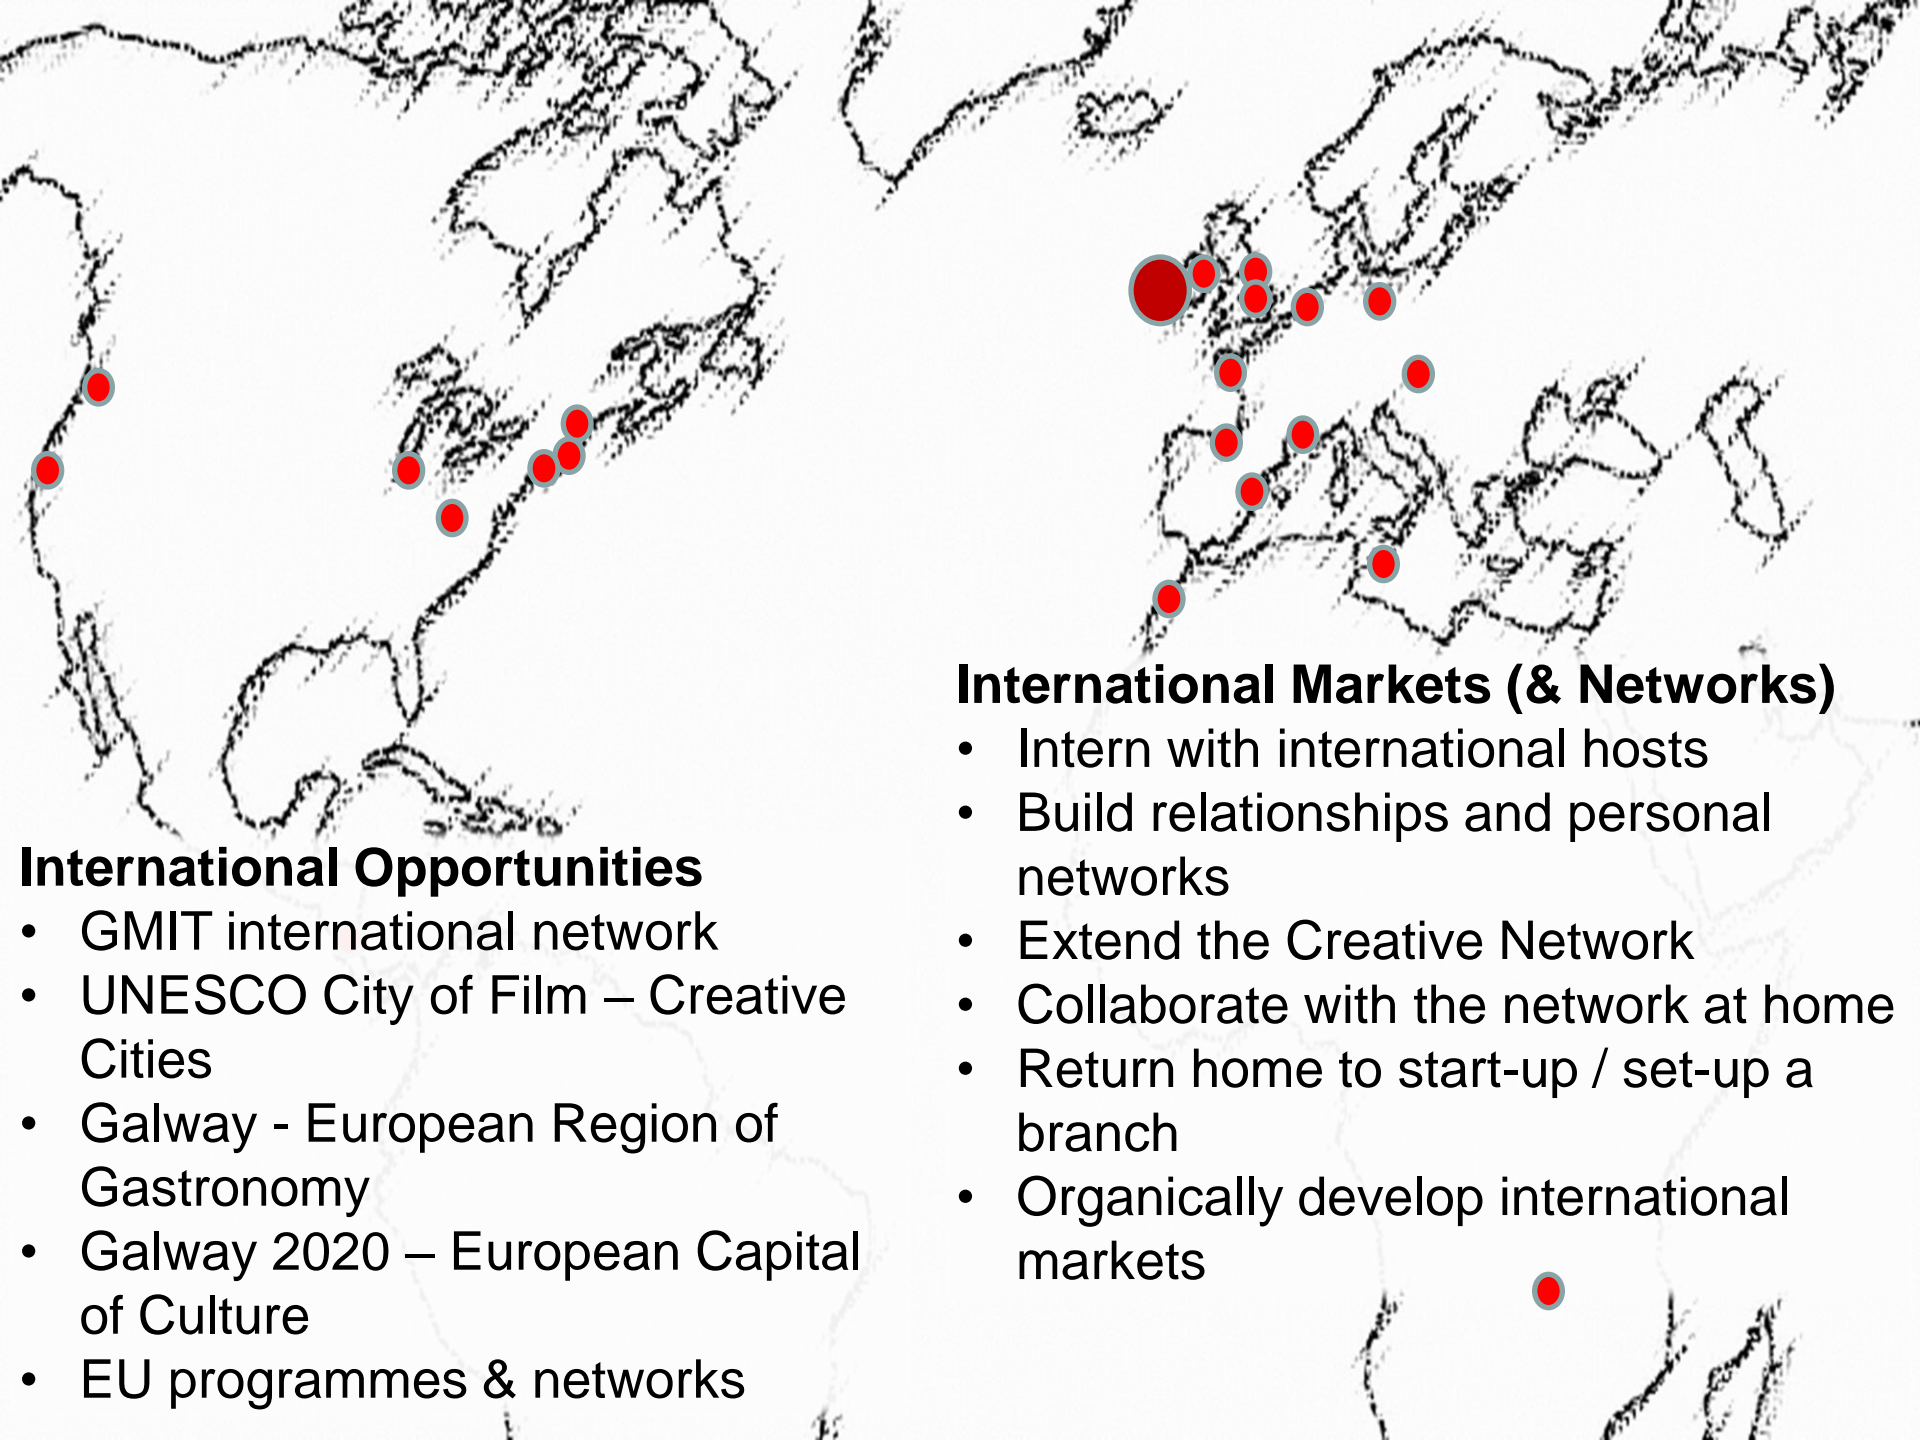 International Opportunities
• GMIT international network
• UNESCO City of Film – Creative
Cities
• Galway - European Region of
Gastronomy
• Galway 2020 – European Capital
of Culture
• EU programmes & networks
International Markets (& Networks)
• Intern with international hosts
• Build relationships and personal
networks
• Extend the Creative Network
• Collaborate with the network at home
• Return home to start-up / set-up a
branch
• Organically develop international
markets